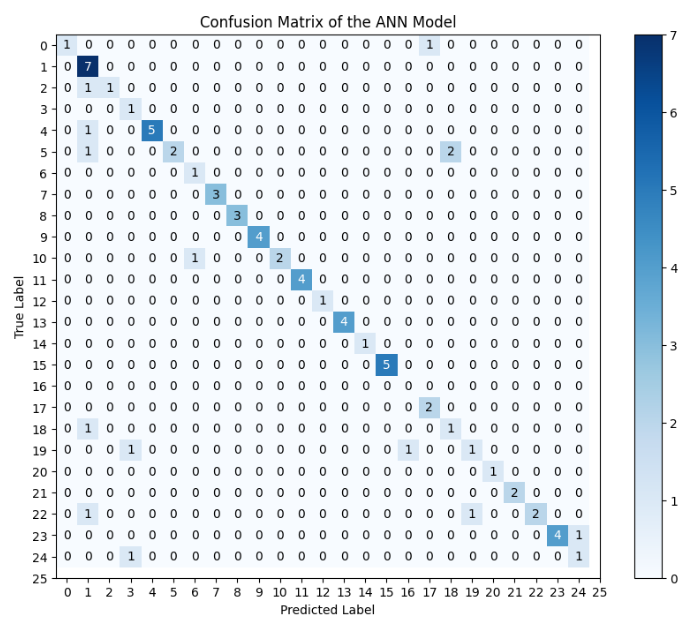 Confusion Matrix of the ANN Model
True Label
0 1 0 0 0 0 0 0 0 0 0 0 0 0 0 0 0 0 1 0 0 0 0 0 0 0
1 0 7 0 0 0 0 0 0 0 0 0 0 0 0 0 0 0 0 0 0 0 0 0 0 0
2 0 1 1 0 0 0 0 0 0 0 0 0 0 0 0 0 0 0 0 0 0 0 0 0 0
3 0 0 0 1 0 0 0 0 0 0 0 0 0 0 0 0 0 0 0 0 0 0 0 0 0
4 0 1 0 0 5 0 0 0 0 0 0 0 0 0 0 0 0 0 0 0 0 0 0 0 0
5 0 1 0 0 0 2 0 0 0 0 0 0 0 0 0 0 0 0 2 0 0 0 0 0 0
6 0 0 0 0 0 0 1 0 0 0 0 0 0 0 0 0 0 0 0 0 0 0 0 0 0
7 0 0 0 0 0 0 0 3 0 0 0 0 0 0 0 0 0 0 0 0 0 0 0 0 0
8 0 0 0 0 0 0 0 0 3 0 0 0 0 0 0 0 0 0 0 0 0 0 0 0 0
9 0 0 0 0 0 0 0 0 0 4 0 0 0 0 0 0 0 0 0 0 0 0 0 0 0
10 0 0 0 0 0 0 1 0 0 0 2 0 0 0 0 0 0 0 0 0 0 0 0 0 0
11 0 0 0 0 0 0 0 0 0 0 0 4 0 0 0 0 0 0 0 0 0 0 0 0 0
12 0 0 0 0 0 0 0 0 0 0 0 0 1 0 0 0 0 0 0 0 0 0 0 0 0
13 0 0 0 0 0 0 0 0 0 0 0 0 0 4 0 0 0 0 0 0 0 0 0 0 0
14 0 0 0 0 0 0 0 0 0 0 0 0 0 0 1 0 0 0 0 0 0 0 0 0 0
15 0 0 0 0 0 0 0 0 0 0 0 0 0 0 0 5 0 0 0 0 0 0 0 0 0
16 0 0 0 0 0 0 0 0 0 0 0 0 0 0 0 0 0 0 0 0 0 0 0 0 0
17 0 0 0 0 0 0 0 0 0 0 0 0 0 0 0 0 0 2 0 0 0 0 0 0 0
18 0 1 0 0 0 0 0 0 0 0 0 0 0 0 0 0 0 0 1 0 0 0 0 0 0
19 0 0 0 1 0 0 0 0 0 0 0 0 0 0 0 0 1 0 0 1 0 0 0 0 0
20 0 0 0 0 0 0 0 0 0 0 0 0 0 0 0 0 0 0 0 0 1 0 0 0 0
21 0 0 0 0 0 0 0 0 0 0 0 0 0 0 0 0 0 0 0 0 0 2 0 0 0
22 0 1 0 0 0 0 0 0 0 0 0 0 0 0 0 0 0 0 0 1 0 0 2 0 0
23 0 0 0 0 0 0 0 0 0 0 0 0 0 0 0 0 0 0 0 0 0 0 0 4 1
24 0 0 0 1 0 0 0 0 0 0 0 0 0 0 0 0 0 0 0 0 0 0 0 0 1
25
0 1 2 3 4 5 6 7 8 9 10 11 12 13 14 15 16 17 18 19 20 21 22 23 24 25
Predicted Label
7
6
5
4
3
2
1
0